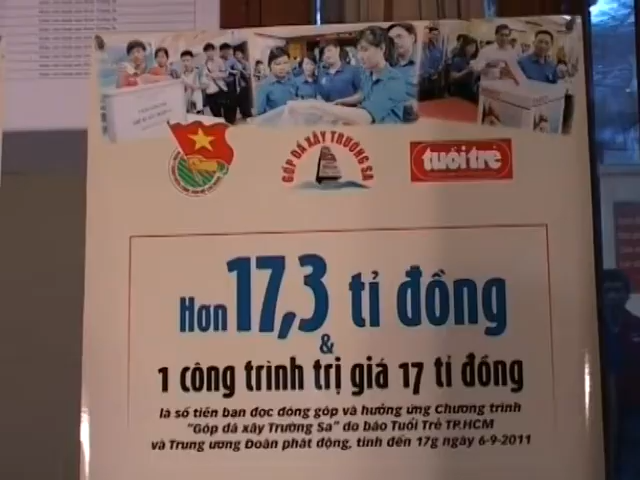 GÓP ĐÁ XÂY TRƯỜNG SA
tuổi trẻ
Hơn 17,3 tỉ đồng
&
1 công trình trị giá 17 tỉ đồng
là số tiền bạn đọc đóng góp và hưởng ứng Chương trình
"Góp đá xây Trường Sa" do báo Tuổi Trẻ TP.HCM
và Trung ương Đoàn phát động, tính đến 17g ngày 6-9-2011